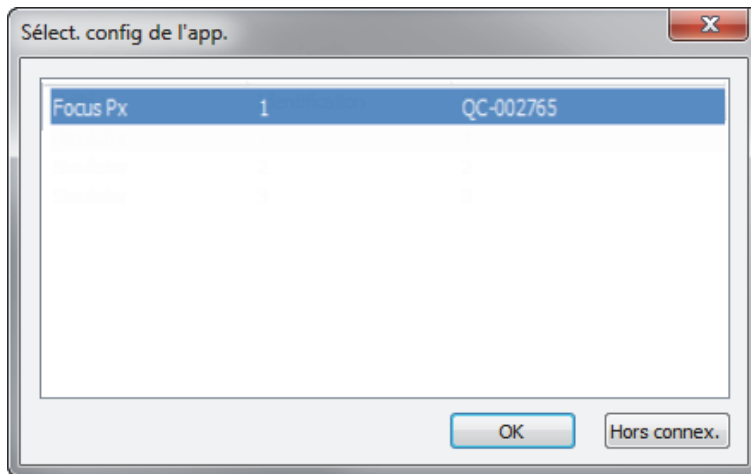 Sélect. config de l'app.
Focus Px 1 QC-002765
OK Hors connex.